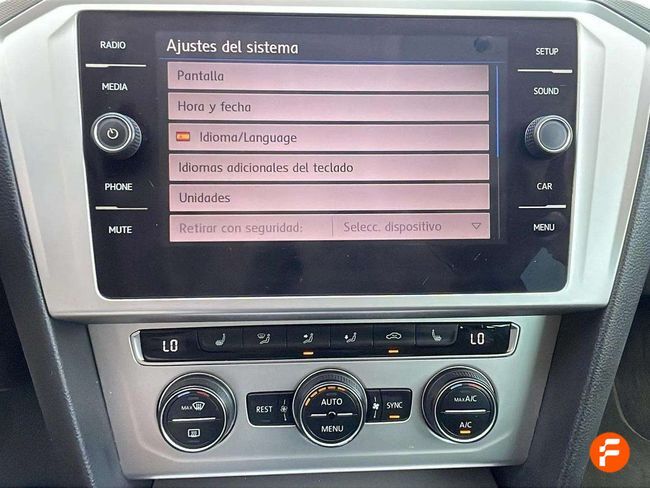 Ajustes del sistema
RADIO
MEDIA
PHONE
MUTE
Pantalla
Hora y fecha
Idioma/Language
Idiomas adicionales del teclado
Unidades
Retirar con seguridad: Selecc. dispositivo
SETUP
SOUND
CAR
MENU
LO
LO
MAX
REST
AUTO
MENU
SYNC
MAX A/C
A/C